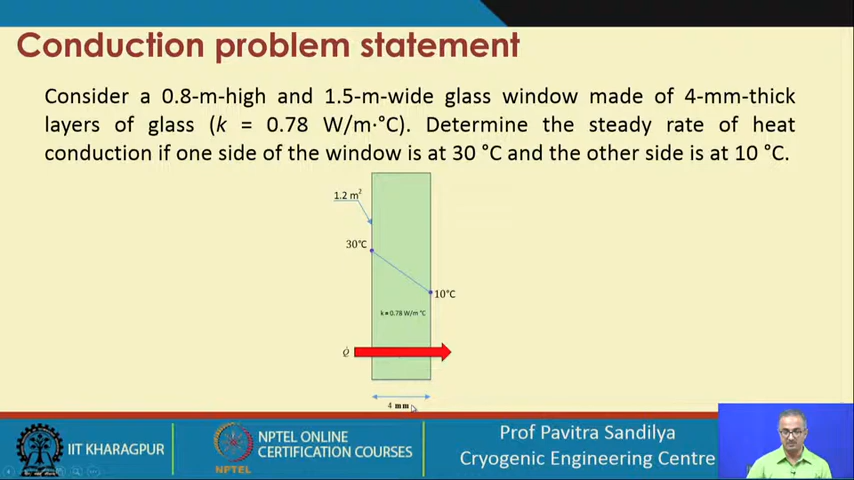 Conduction problem statement
Consider a 0.8-m-high and 1.5-m-wide glass window made of 4-mm-thick
layers of glass (k = 0.78 W/m·°C). Determine the steady rate of heat
conduction if one side of the window is at 30 °C and the other side is at 10 °C.
1.2 m²
30℃
10℃
k = 0.78 W/m °C
Q̇
4 mm
IIT KHARAGPUR
NPTEL
NPTEL ONLINE
CERTIFICATION COURSES
Prof Pavitra Sandilya
Cryogenic Engineering Centre